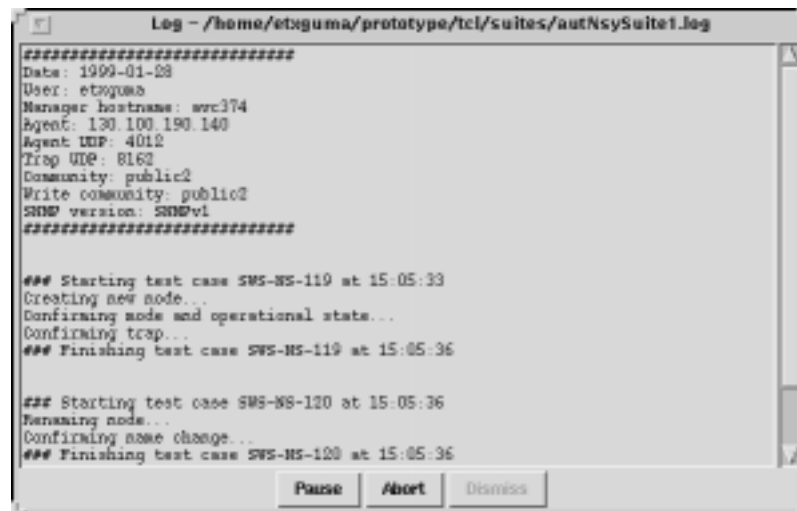 Log - /home/etxguma/prototype/tcl/suites/autNsySuite1.log
##############################
Date: 1999-01-28
User: etxguma
Manager hostname: avc374
Agent: 130.100.190.140
Agent UDP: 4012
Trap UDP: 8162
Community: public2
Write community: public2
SNMP version: SNMPv1
##############################
### Starting test case SWS-NS-119 at 15:05:33
Creating new node...
Confirming node and operational state...
Confirming trap...
### Finishing test case SWS-NS-119 at 15:05:36
### Starting test case SWS-NS-120 at 15:05:36
Renaming node...
Confirming name change...
### Finishing test case SWS-NS-120 at 15:05:36
Pause Abort Dismiss